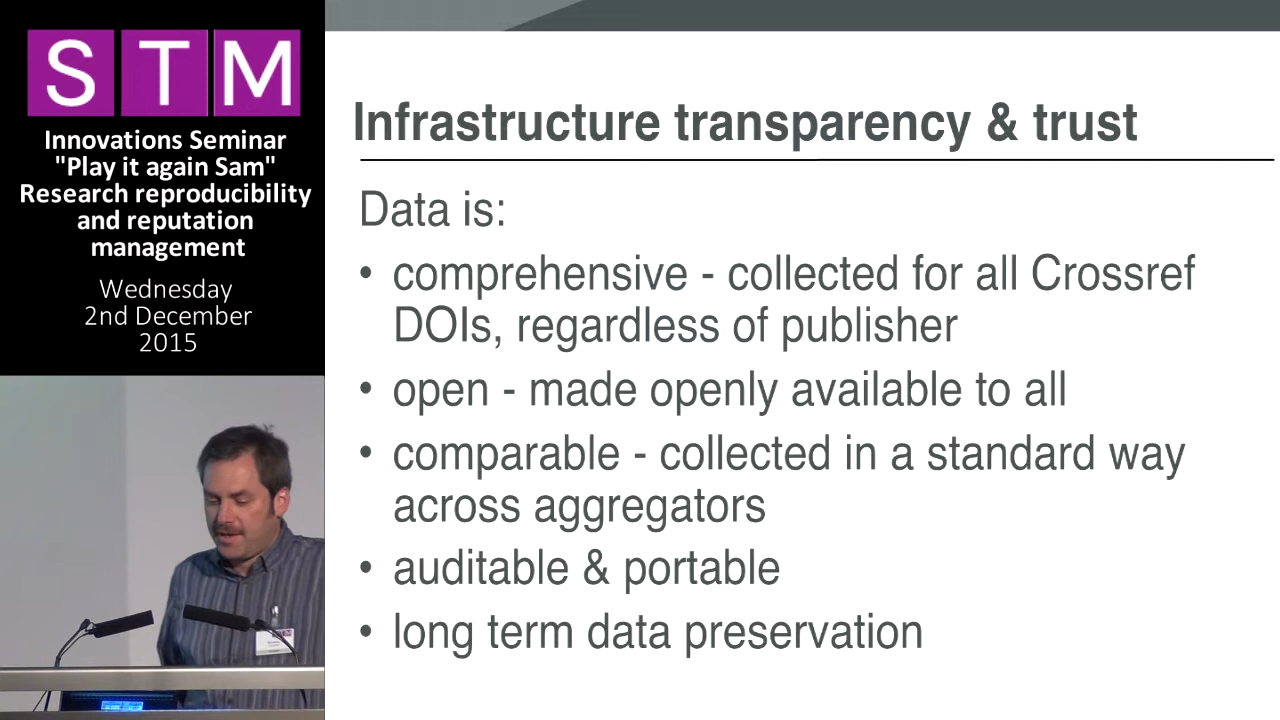 STM
Innovations Seminar
"Play it again Sam"
Research reproducibility
and reputation
management
Wednesday
2nd December
2015
Infrastructure transparency & trust
Data is:
• comprehensive - collected for all Crossref
DOIs, regardless of publisher
• open - made openly available to all
• comparable - collected in a standard way
across aggregators
• auditable & portable
• long term data preservation
STM